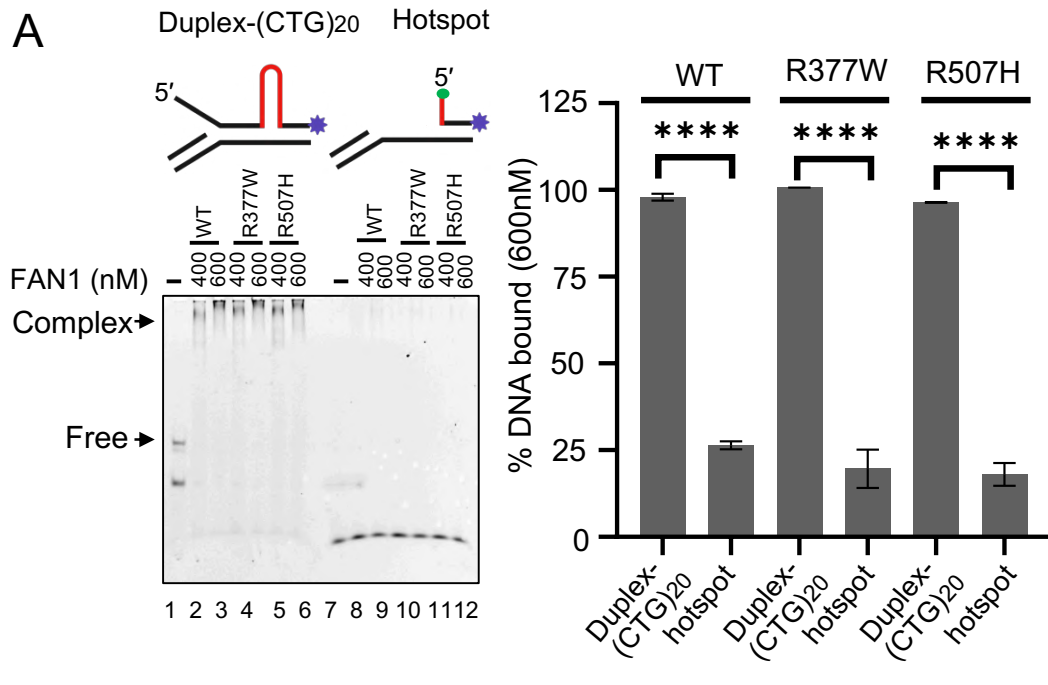 A
Duplex-(CTG)20 Hotspot
5′ 5′
WT R377W R507H WT R377W R507H
FAN1 (nM) – 400 600 400 600 400 600 – 400 600 400 600 400 600
Complex
Free
1 2 3 4 5 6 7 8 9 10 11 12
% DNA bound (600nM)
WT R377W R507H
**** **** ****
125
100
75
50
25
0
Duplex-(CTG)20 hotspot Duplex-(CTG)20 hotspot Duplex-(CTG)20 hotspot